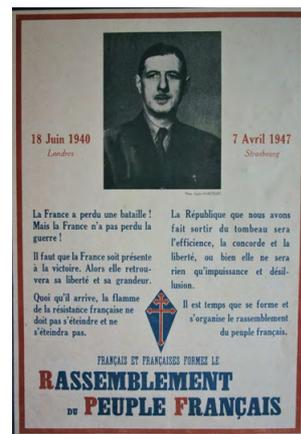 18 Juin 1940
Londres
7 Avril 1947
Strasbourg
La France a perdu une bataille !
Mais la France n'a pas perdu la
guerre !
Il faut que la France soit présente
à la victoire. Alors elle retrou-
vera sa liberté et sa grandeur.
Quoi qu'il arrive, la flamme
de la résistance française ne
doit pas s'éteindre et ne
s'éteindra pas.
La République que nous avons
fait sortir du tombeau sera
l'efficience, la concorde et la
liberté, ou bien elle ne sera
rien qu'impuissance et désil-
lusion.
Il est temps que se forme et
s'organise le rassemblement
du peuple français.
FRANÇAIS ET FRANÇAISES FORMEZ LE
RASSEMBLEMENT
DU PEUPLE FRANÇAIS